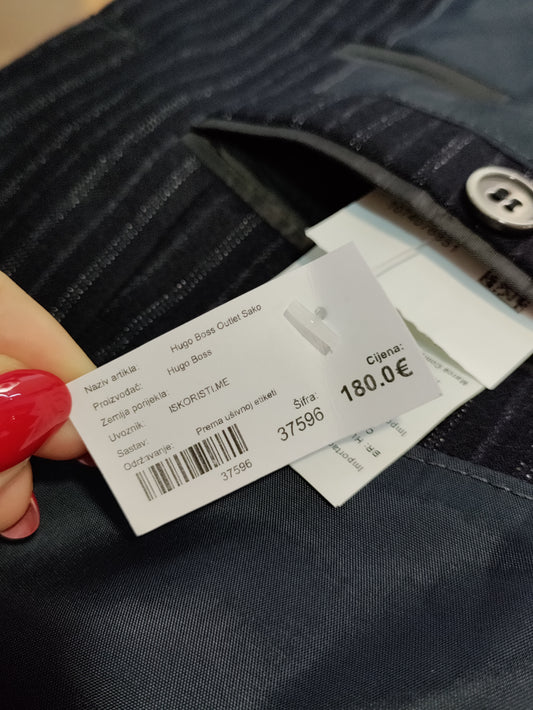 Naziv artikla: Hugo Boss Outlet Sako
Proizvođač: Hugo Boss
Zemlja porijekla:
Uvoznik: ISKORISTI.ME
Sastav: Prema ušivnoj etiketi
Održavanje:
37596
Šifra:
37596
Cijena:
180.0€